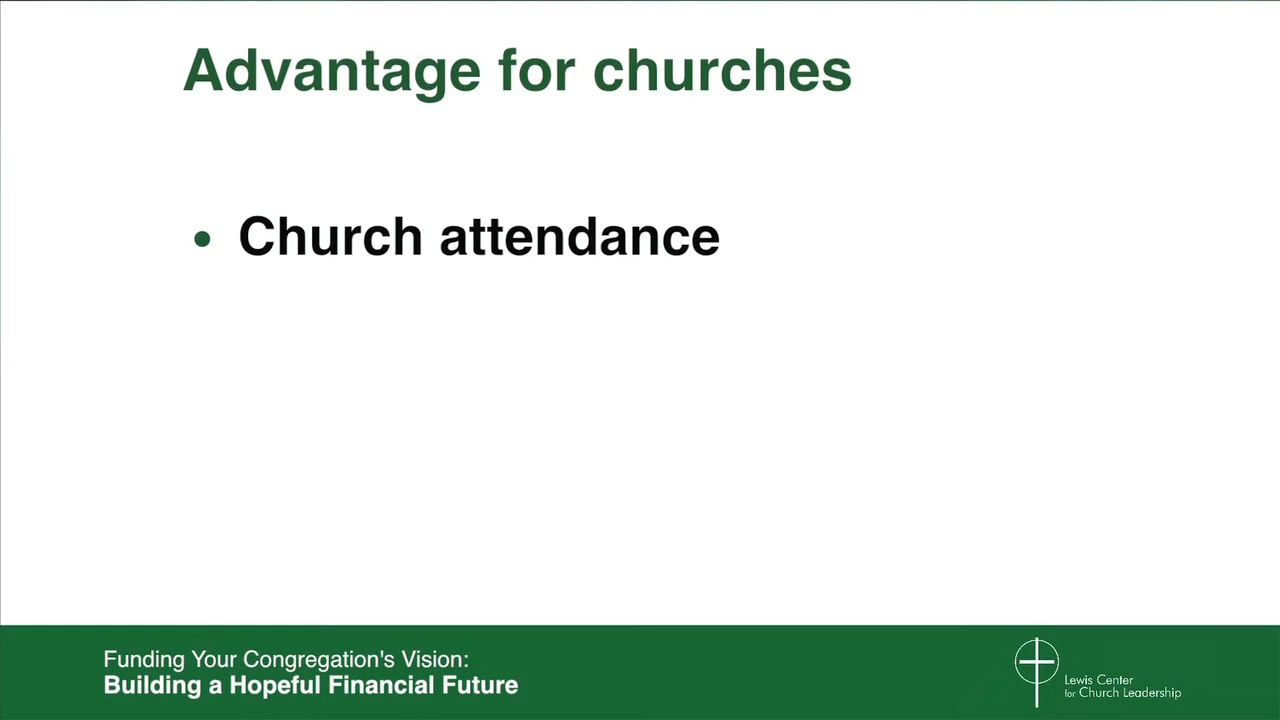 Advantage for churches
• Church attendance
Funding Your Congregation's Vision:
Building a Hopeful Financial Future
Lewis Center
for Church Leadership